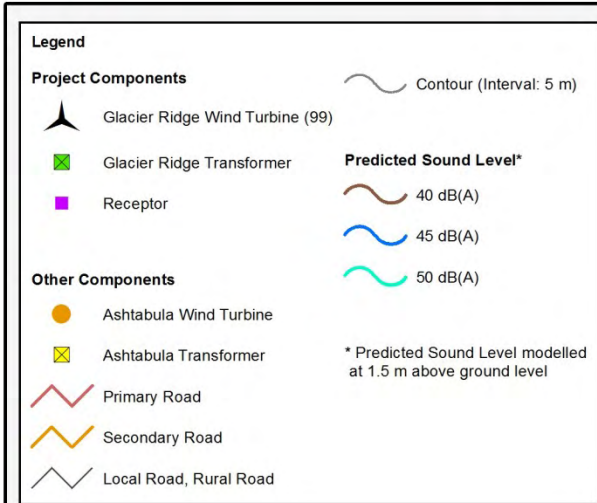 Legend
Project Components
Glacier Ridge Wind Turbine (99)
Glacier Ridge Transformer
Receptor
Other Components
Ashtabula Wind Turbine
Ashtabula Transformer
Primary Road
Secondary Road
Local Road, Rural Road
Contour (Interval: 5 m)
Predicted Sound Level*
40 dB(A)
45 dB(A)
50 dB(A)
* Predicted Sound Level modelled
at 1.5 m above ground level